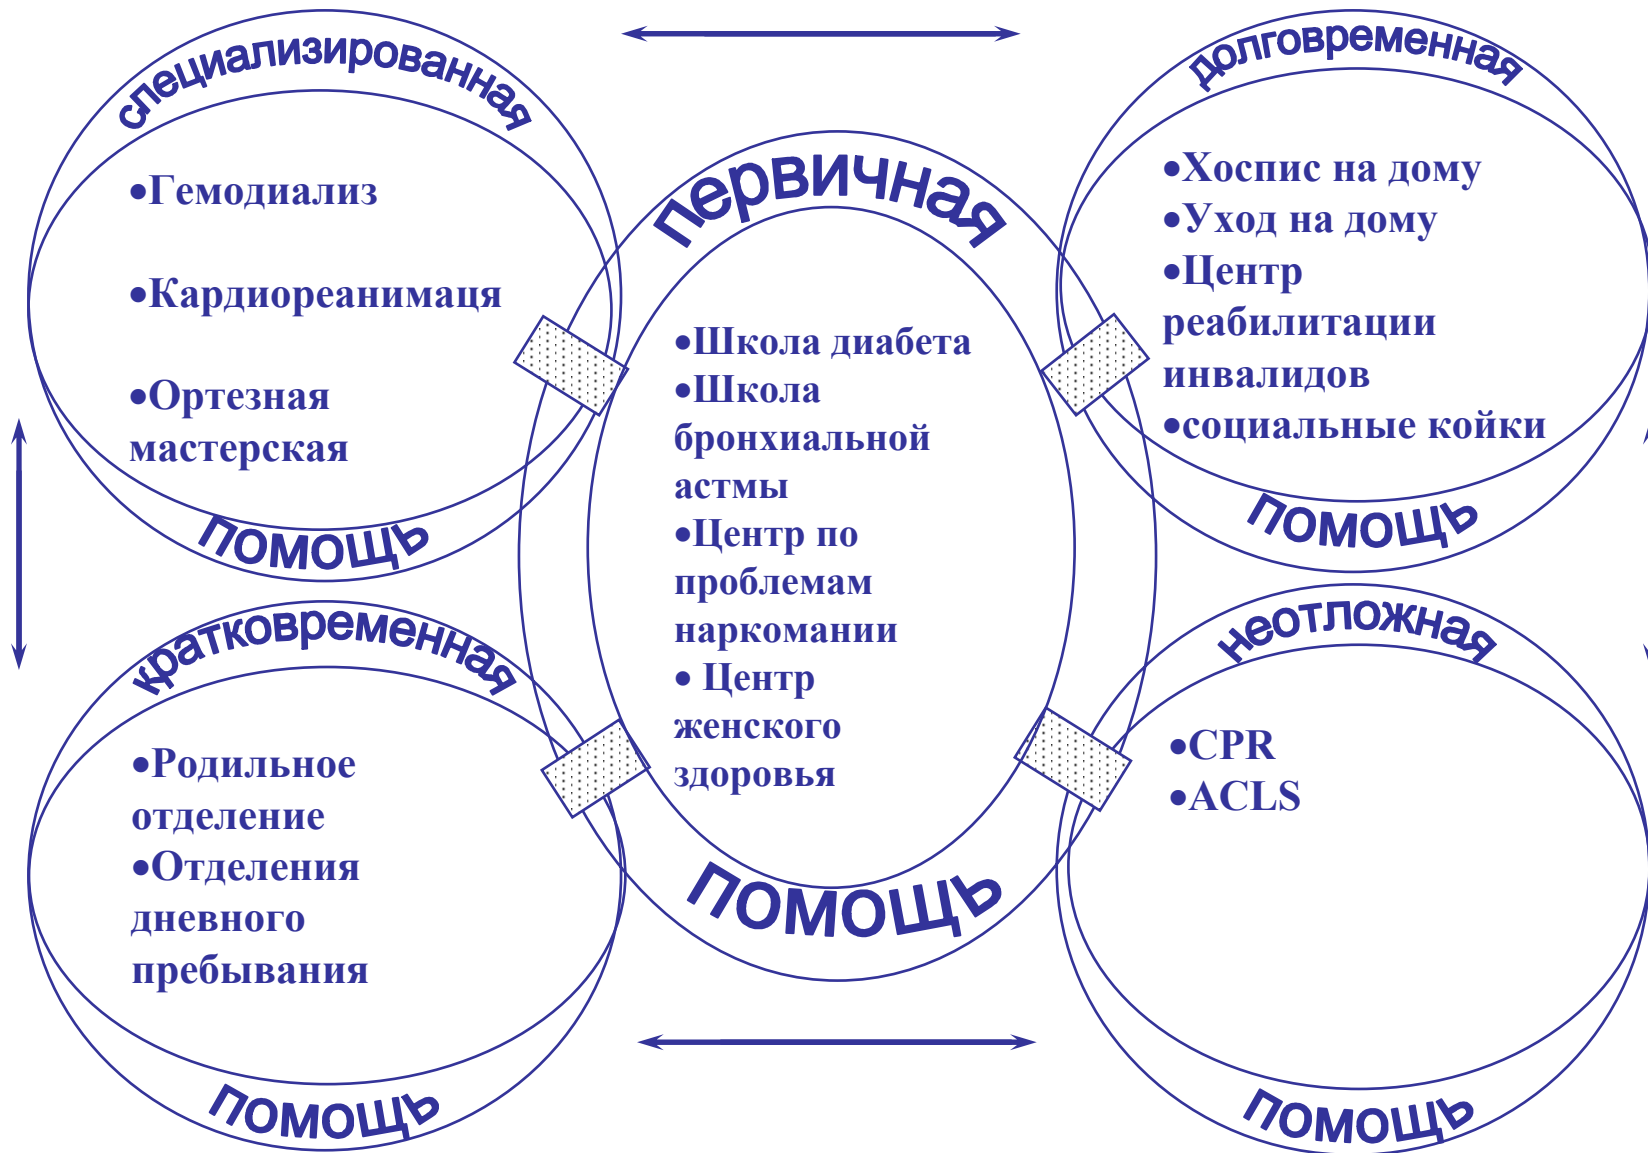 специализированная
•Гемодиализ
•Кардиореанимаця
•Ортезная
мастерская
помощь
первичная
•Школа диабета
•Школа
бронхиальной
астмы
•Центр по
проблемам
наркомании
• Центр
женского
здоровья
помощь
долговременная
•Хоспис на дому
•Уход на дому
•Центр
реабилитации
инвалидов
•социальные койки
помощь
кратковременная
•Родильное
отделение
•Отделения
дневного
пребывания
помощь
неотложная
•CPR
•ACLS
помощь